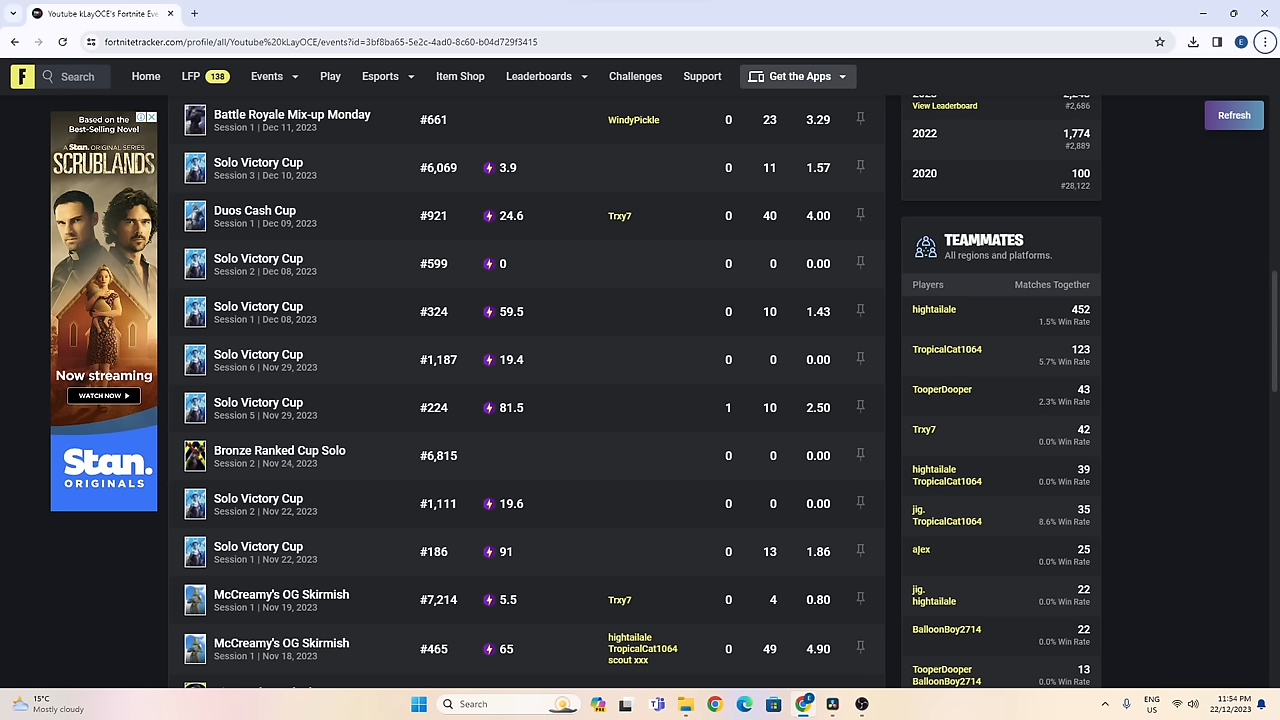 Youtube kLayOCE's Fortnite Eve
fortnitetracker.com/profile/all/Youtube%20kLayOCE/events?id=3bf8ba65-5e2c-4ad0-8c60-b04d729f3415
E
F
Search
Home
LFP 138
Events
Play
Esports
Item Shop
Leaderboards
Challenges
Support
Get the Apps
Refresh
Based on the
Best-Selling Novel
A Stan. ORIGINAL SERIES
SCRUBLANDS
Now streaming
WATCH NOW
Stan.
ORIGINALS
Battle Royale Mix-up Monday #661 WindyPickle 0 23 3.29
Session 1 | Dec 11, 2023
Solo Victory Cup #6,069 3.9 0 11 1.57
Session 3 | Dec 10, 2023
Duos Cash Cup #921 24.6 Trxy7 0 40 4.00
Session 1 | Dec 09, 2023
Solo Victory Cup #599 0 0 0 0.00
Session 2 | Dec 08, 2023
Solo Victory Cup #324 59.5 0 10 1.43
Session 1 | Dec 08, 2023
Solo Victory Cup #1,187 19.4 0 0 0.00
Session 6 | Nov 29, 2023
Solo Victory Cup #224 81.5 1 10 2.50
Session 5 | Nov 29, 2023
Bronze Ranked Cup Solo #6,815 0 0 0.00
Session 2 | Nov 24, 2023
Solo Victory Cup #1,111 19.6 0 0 0.00
Session 2 | Nov 22, 2023
Solo Victory Cup #186 91 0 13 1.86
Session 1 | Nov 22, 2023
McCreamy's OG Skirmish #7,214 5.5 Trxy7 0 4 0.80
Session 1 | Nov 19, 2023
McCreamy's OG Skirmish #465 65 hightailale TropicalCat1064 scout xxx 0 49 4.90
Session 1 | Nov 18, 2023
View Leaderboard #2,686
2022 1,774
#2,889
2020 100
#28,122
TEAMMATES
All regions and platforms.
Players Matches Together
hightailale 452
1.5% Win Rate
TropicalCat1064 123
5.7% Win Rate
TooperDooper 43
2.3% Win Rate
Trxy7 42
0.0% Win Rate
hightailale 39
TropicalCat1064 0.0% Win Rate
jig. 35
TropicalCat1064 8.6% Win Rate
ajex 25
0.0% Win Rate
jig. 22
hightailale 0.0% Win Rate
BalloonBoy2714 22
0.0% Win Rate
TooperDooper 13
BalloonBoy2714 0.0% Win Rate
15°C
Mostly cloudy
Search
ENG
US
11:54 PM
22/12/2023